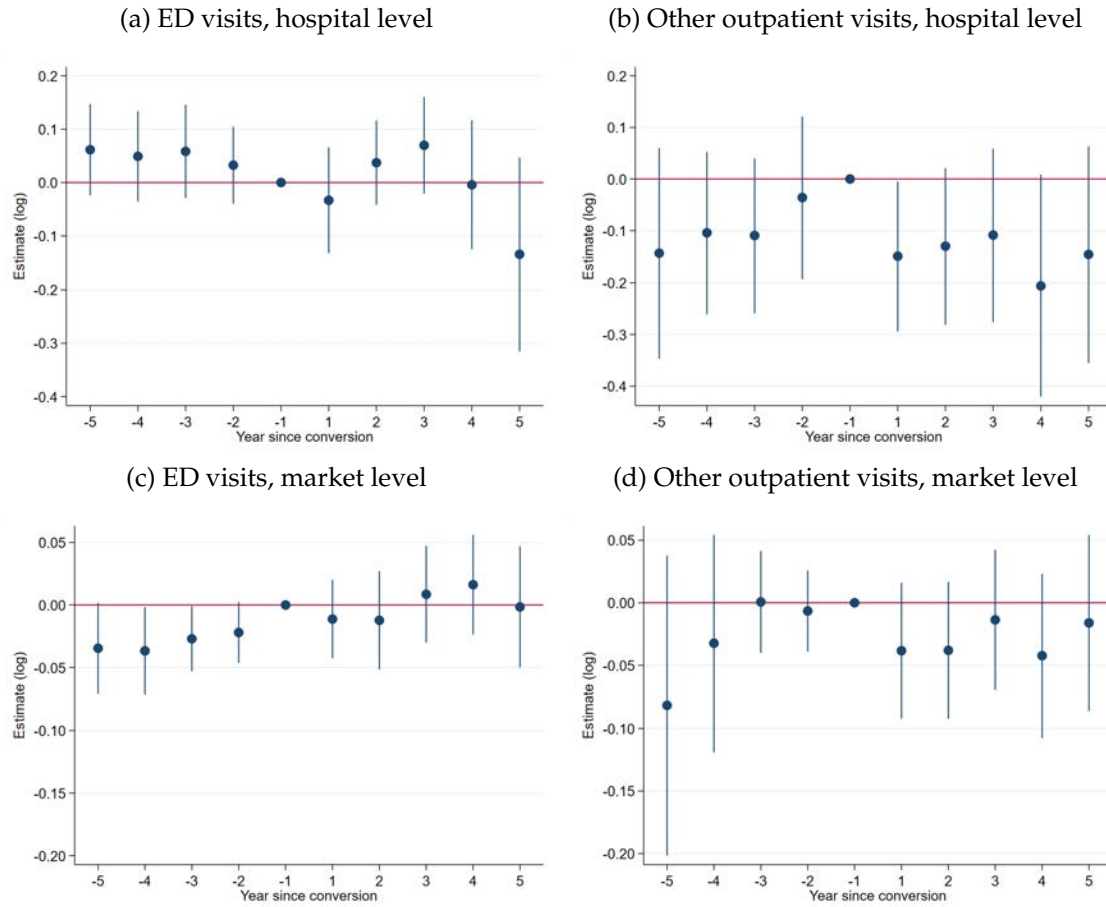 (a) ED visits, hospital level
0.2
0.1
0.0
-0.1
-0.2
-0.3
-0.4
Estimate (log)
-5 -4 -3 -2 -1 1 2 3 4 5
Year since conversion
(b) Other outpatient visits, hospital level
0.2
0.1
0.0
-0.1
-0.2
-0.3
-0.4
Estimate (log)
-5 -4 -3 -2 -1 1 2 3 4 5
Year since conversion
(c) ED visits, market level
0.05
0.00
-0.05
-0.10
-0.15
-0.20
Estimate (log)
-5 -4 -3 -2 -1 1 2 3 4 5
Year since conversion
(d) Other outpatient visits, market level
0.05
0.00
-0.05
-0.10
-0.15
-0.20
Estimate (log)
-5 -4 -3 -2 -1 1 2 3 4 5
Year since conversion